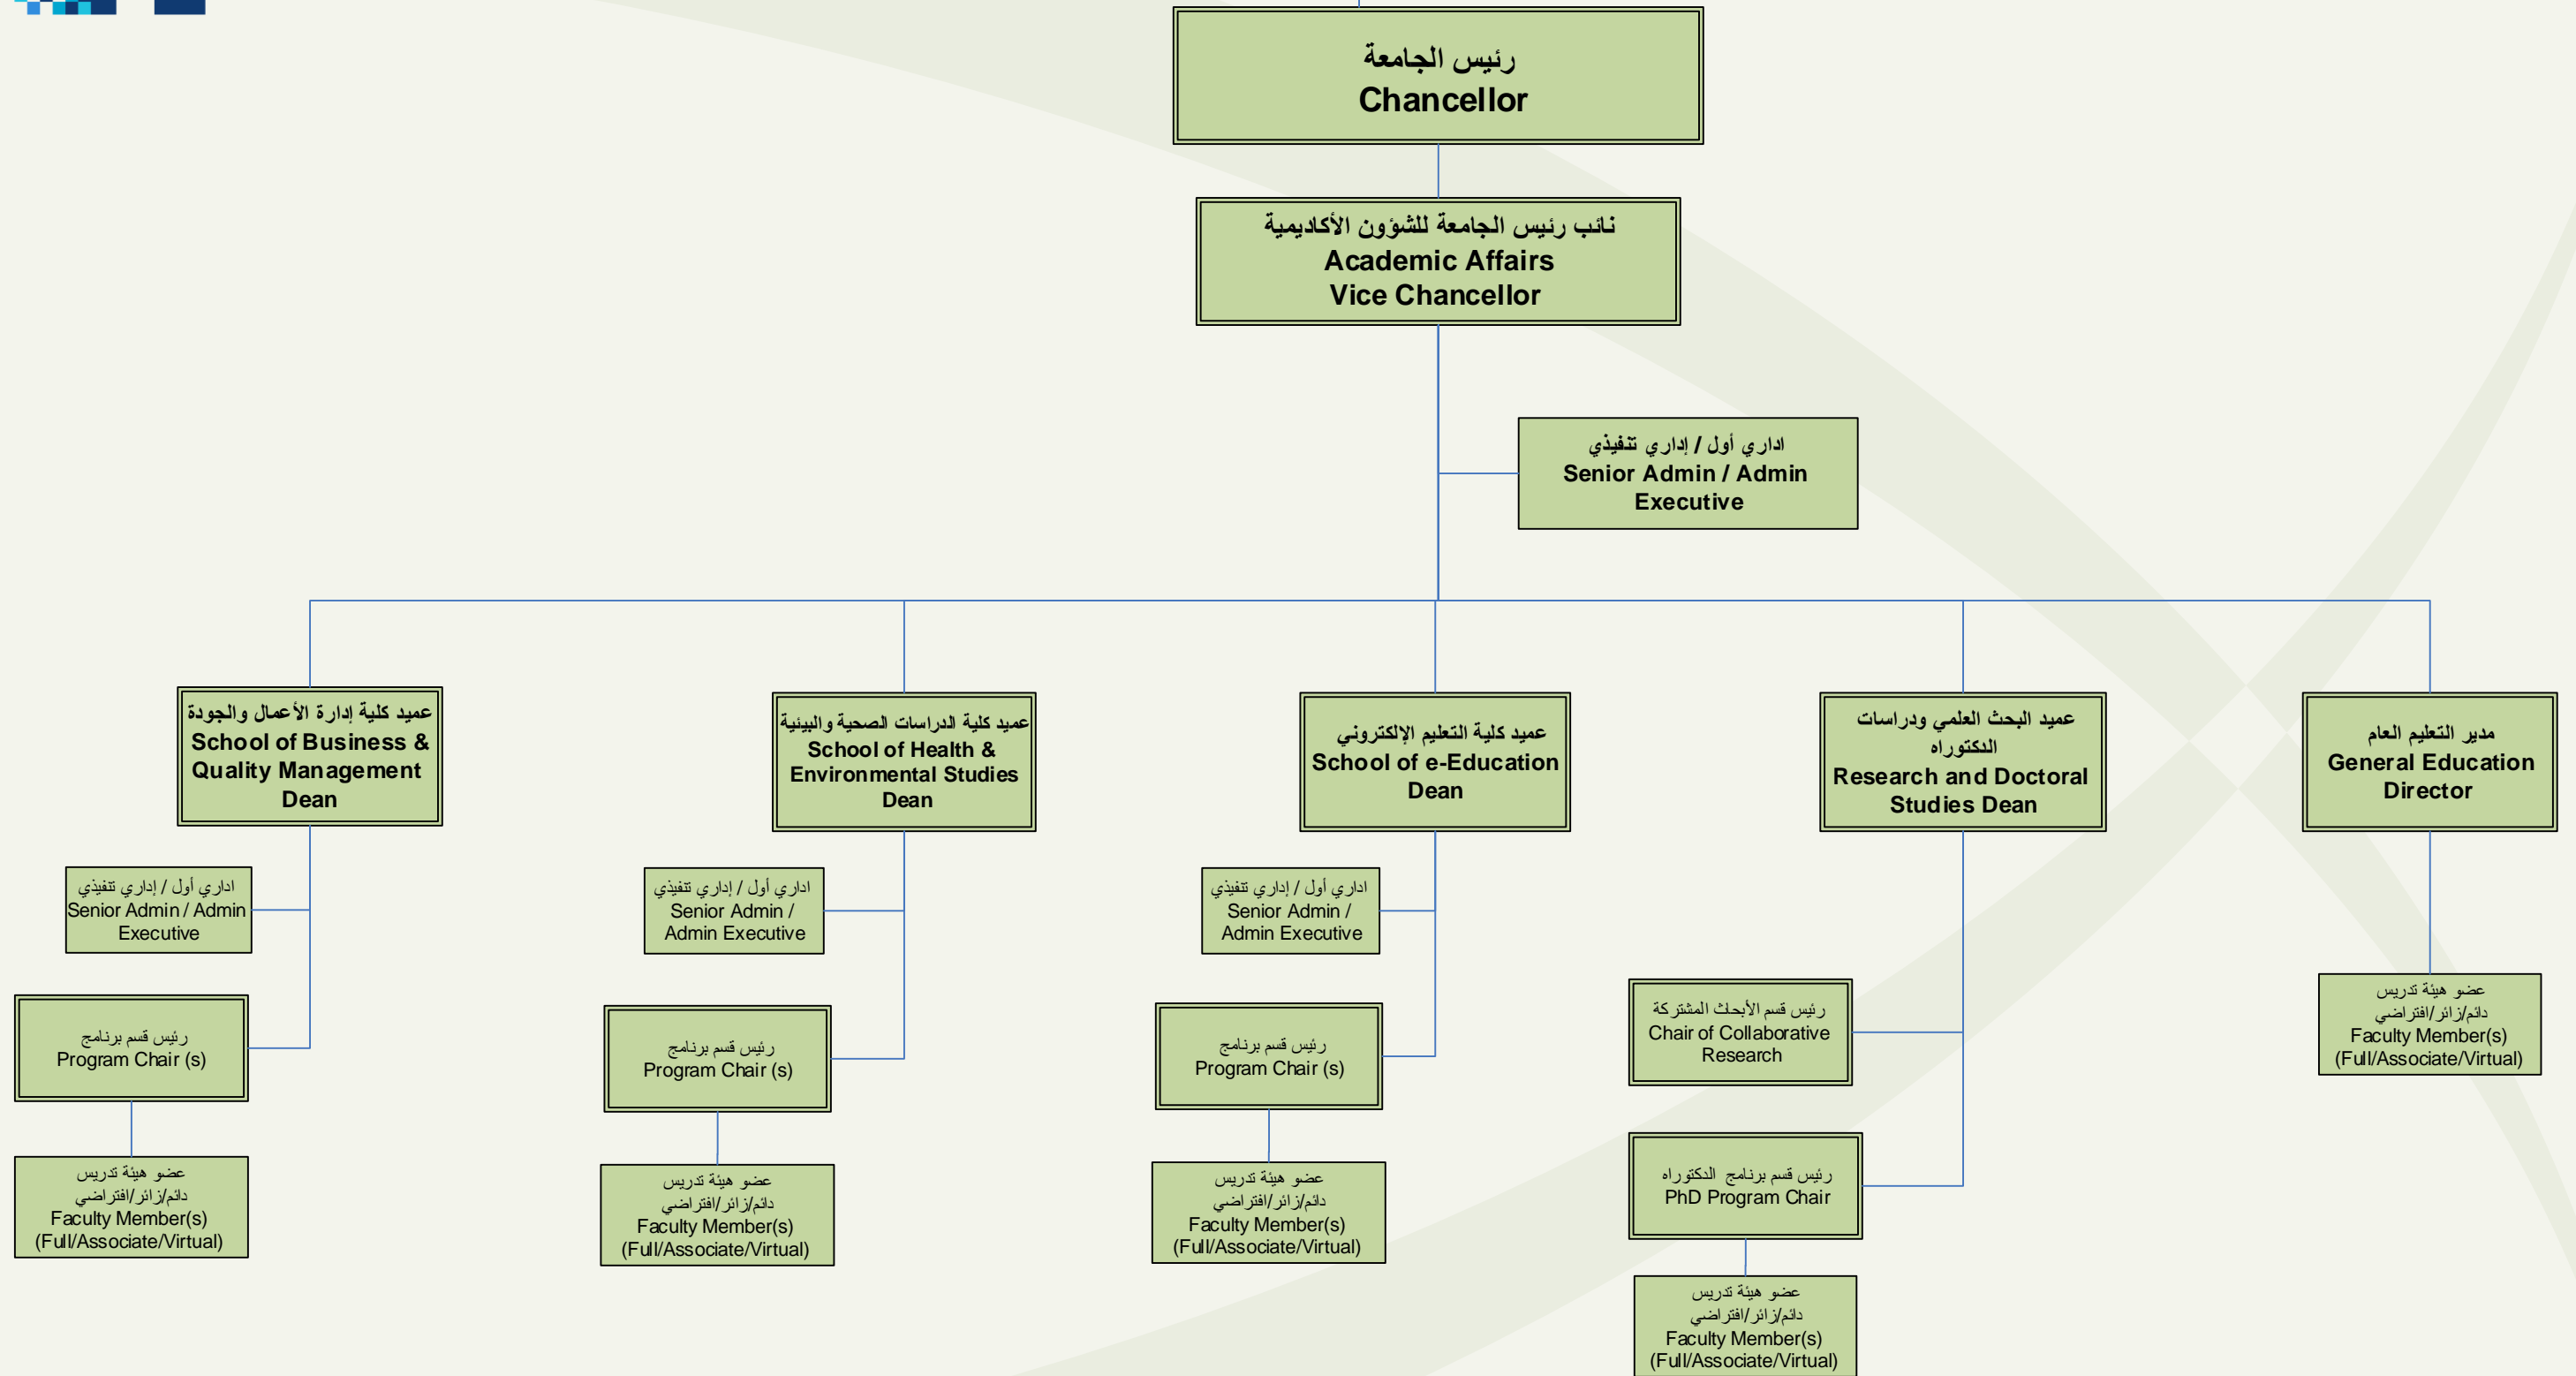 رئيس الجامعة
Chancellor
نائب رئيس الجامعة للشؤون الأكاديمية
Academic Affairs
Vice Chancellor
اداري أول / إداري تنفيذي
Senior Admin / Admin
Executive
عميد كلية إدارة الأعمال والجودة
School of Business &
Quality Management
Dean
عميد كلية الدراسات الصحية والبيئية
School of Health &
Environmental Studies
Dean
عميد كلية التعليم الإلكتروني
School of e-Education
Dean
عميد البحث العلمي ودراسات
الدكتوراه
Research and Doctoral
Studies Dean
مدير التعليم العام
General Education
Director
اداري أول / إداري تنفيذي
Senior Admin / Admin
Executive
اداري أول / إداري تنفيذي
Senior Admin /
Admin Executive
اداري أول / إداري تنفيذي
Senior Admin /
Admin Executive
رئيس قسم برنامج
Program Chair (s)
رئيس قسم برنامج
Program Chair (s)
رئيس قسم برنامج
Program Chair (s)
رئيس قسم الأبحاث المشتركة
Chair of Collaborative
Research
عضو هيئة تدريس
دائم/زائر/افتراضي
Faculty Member(s)
(Full/Associate/Virtual)
عضو هيئة تدريس
دائم/زائر/افتراضي
Faculty Member(s)
(Full/Associate/Virtual)
عضو هيئة تدريس
دائم/زائر/افتراضي
Faculty Member(s)
(Full/Associate/Virtual)
عضو هيئة تدريس
دائم/زائر/افتراضي
Faculty Member(s)
(Full/Associate/Virtual)
رئيس قسم برنامج الدكتوراه
PhD Program Chair
عضو هيئة تدريس
دائم/زائر/افتراضي
Faculty Member(s)
(Full/Associate/Virtual)